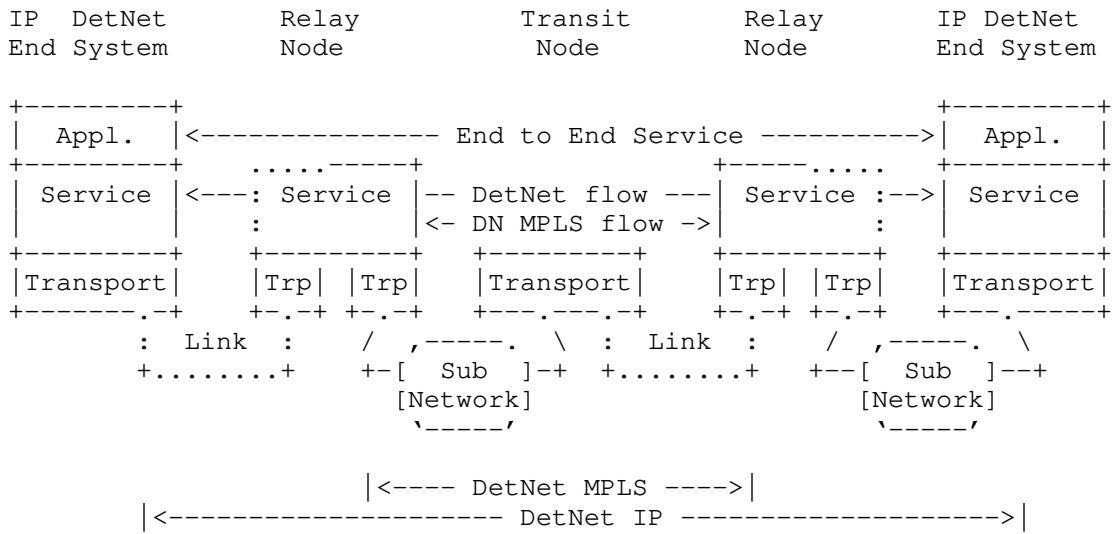 IP  DetNet        Relay           Transit         Relay         IP DetNet
End System        Node             Node           Node          End System
Appl. End to End Service Appl.
Service Service DetNet flow Service Service
DN MPLS flow
Transport Trp Trp Transport Trp Trp Transport
Link Link
Sub Sub
Network Network
DetNet MPLS
DetNet IP